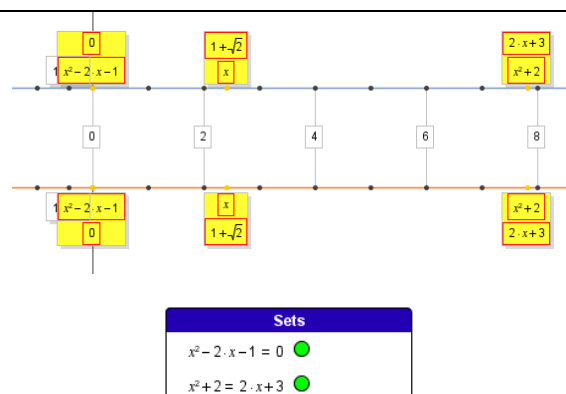 0
1+√2
2·x+3
1
x²−2·x−1
x
x²+2
0
2
4
6
8
1
x²−2·x−1
x
x²+2
0
1+√2
2·x+3
Sets
x²−2·x−1 = 0
x²+2 = 2·x+3